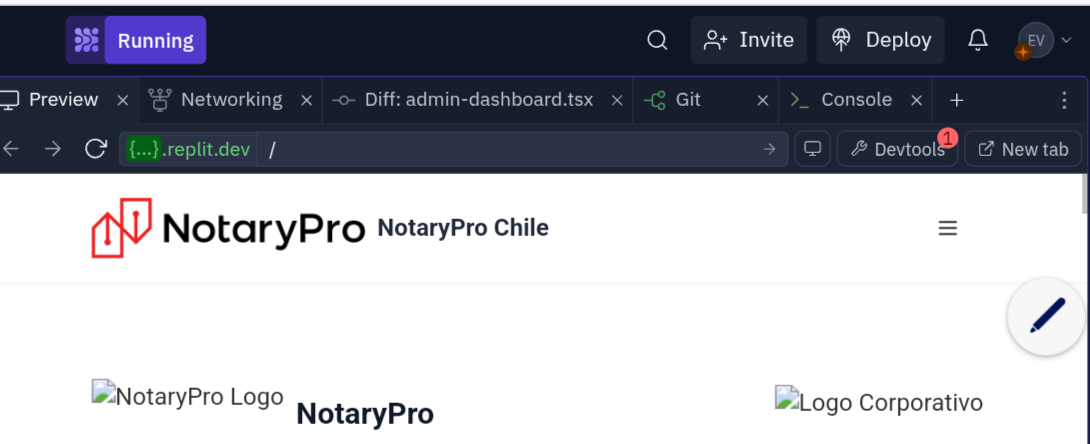 Running
Invite
Deploy
EV
Preview
Networking
Diff: admin-dashboard.tsx
Git
Console
{...}.replit.dev /
Devtools 1
New tab
NotaryPro NotaryPro Chile
NotaryPro Logo NotaryPro
Logo Corporativo